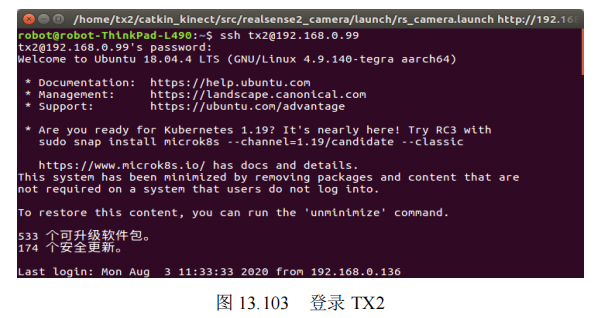 /home/tx2/catkin_kinect/src/realsense2_camera/launch/rs_camera.launch http://192.16
robot@robot-ThinkPad-L490:~$ ssh tx2@192.168.0.99
tx2@192.168.0.99's password:
Welcome to Ubuntu 18.04.4 LTS (GNU/Linux 4.9.140-tegra aarch64)
* Documentation:  https://help.ubuntu.com
* Management:     https://landscape.canonical.com
* Support:        https://ubuntu.com/advantage
* Are you ready for Kubernetes 1.19? It's nearly here! Try RC3 with
sudo snap install microk8s --channel=1.19/candidate --classic
https://www.microk8s.io/ has docs and details.
This system has been minimized by removing packages and content that are
not required on a system that users do not log into.
To restore this content, you can run the 'unminimize' command.
533 个可升级软件包。
174 个安全更新。
Last login: Mon Aug  3 11:33:33 2020 from 192.168.0.136
图 13.103 登录 TX2